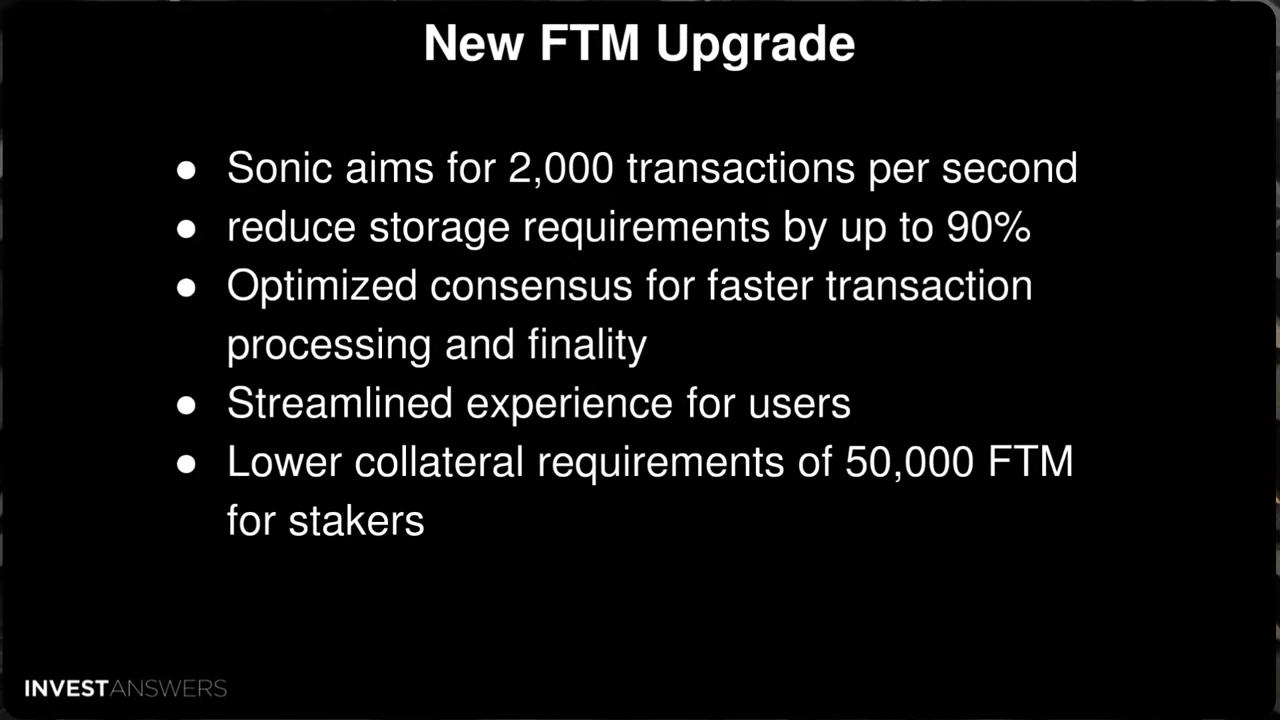 New FTM Upgrade
● Sonic aims for 2,000 transactions per second
● reduce storage requirements by up to 90%
● Optimized consensus for faster transaction
processing and finality
● Streamlined experience for users
● Lower collateral requirements of 50,000 FTM
for stakers
INVESTANSWERS